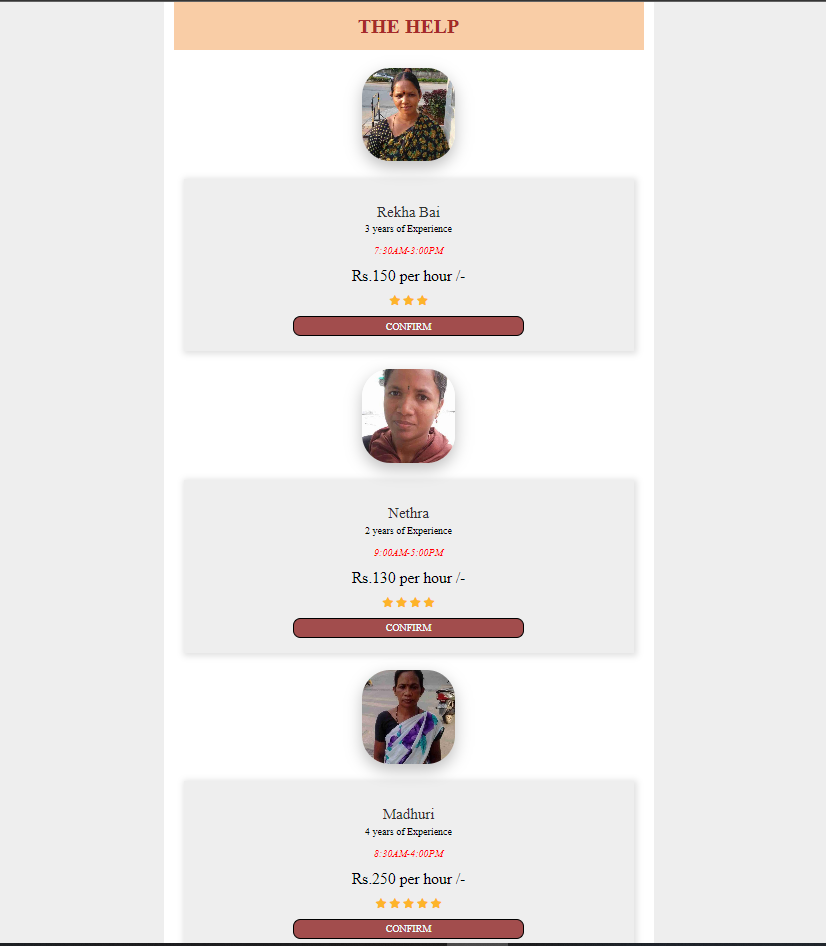 THE HELP
Rekha Bai
3 years of Experience
7:30AM-3:00PM
Rs.150 per hour /-
CONFIRM
Nethra
2 years of Experience
9:00AM-5:00PM
Rs.130 per hour /-
CONFIRM
Madhuri
4 years of Experience
8:30AM-4:00PM
Rs.250 per hour /-
CONFIRM